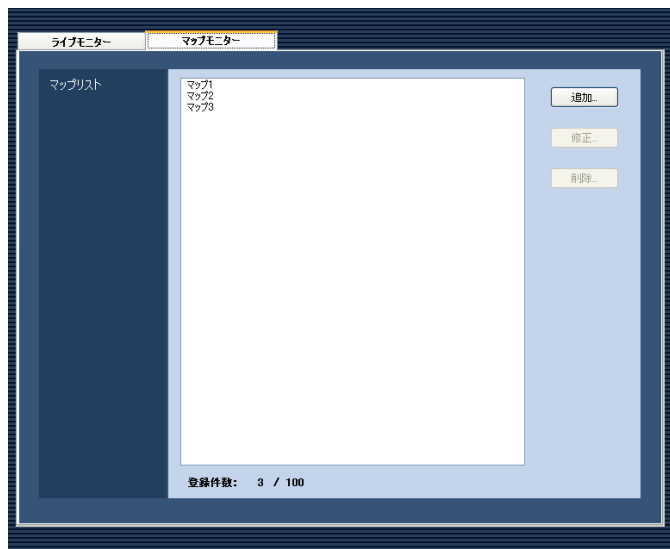 ライブモニター
マップモニター
マップリスト
マップ1
マップ2
マップ3
追加...
修正...
削除...
登録件数: 3 / 100